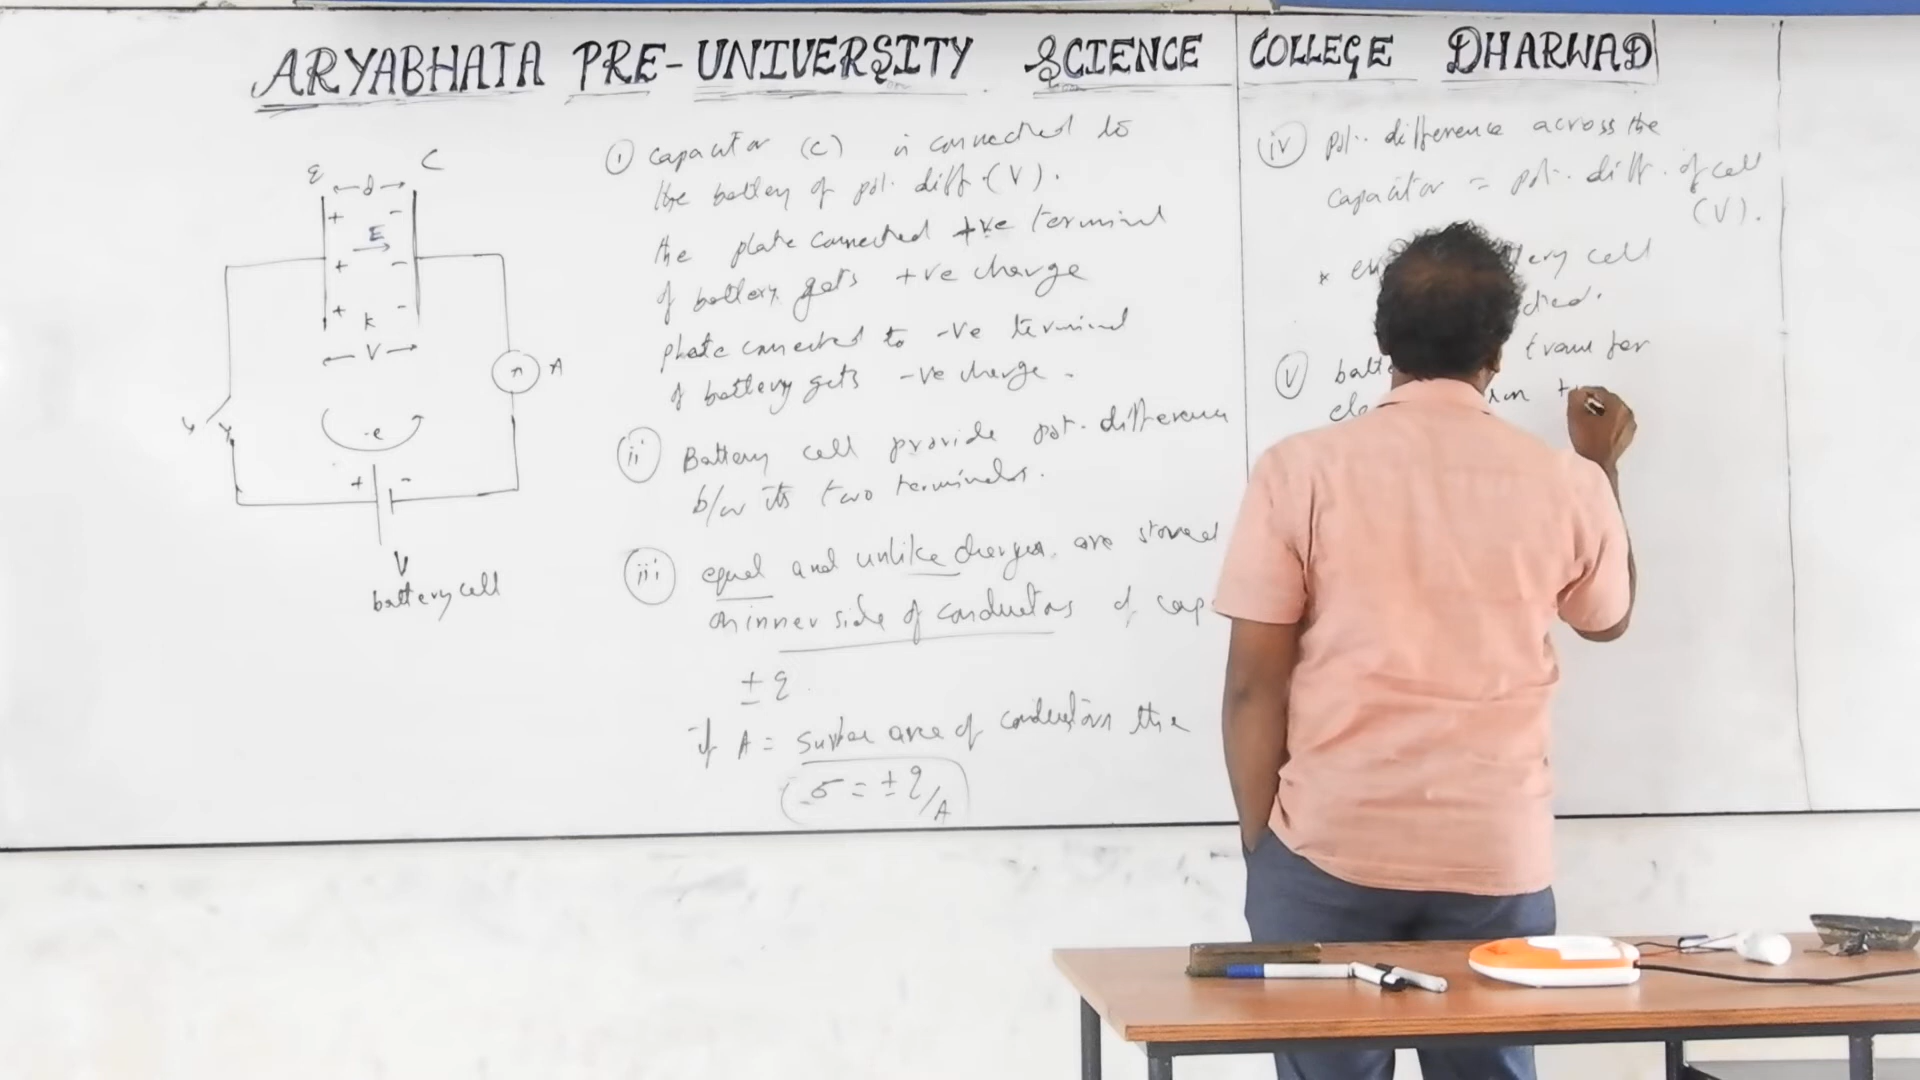 ARYABHATA PRE-UNIVERSITY SCIENCE COLLEGE DHARWAD
C
← d →
+ -
E
+ -
+ -
K
← V →
A
-e
+ -
V
battery cell
i capacitor (c) is connected to
the battery of pot. diff. (V).
the plate connected +ve terminal
of battery gets +ve charge
plate connected to -ve terminal
of battery gets -ve charge.
ii Battery cell provide pot. difference
b/w its two terminals.
iii equal and unlike charges are stored
on inner side of conductors of cap
± q
if A = surface area of conductors the
σ = ± q/A
iv pot. difference across the
capacitor = pot. diff. of cell
(V).
* cell
v transfer